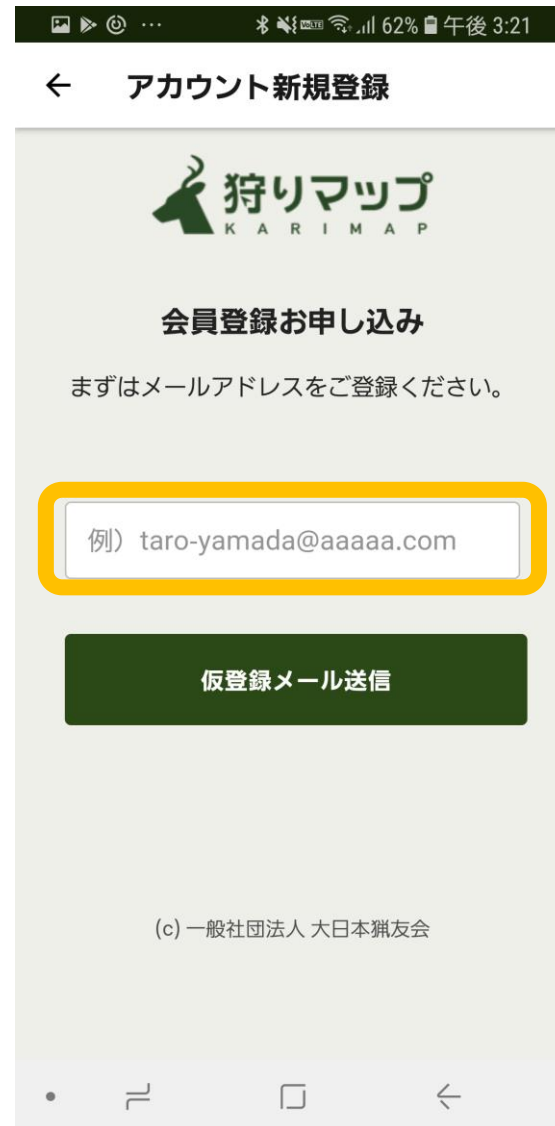 62% 午後 3:21
アカウント新規登録
狩りマップ
KARIMAP
会員登録お申し込み
まずはメールアドレスをご登録ください。
例）taro-yamada@aaaaa.com
仮登録メール送信
(c) 一般社団法人 大日本猟友会